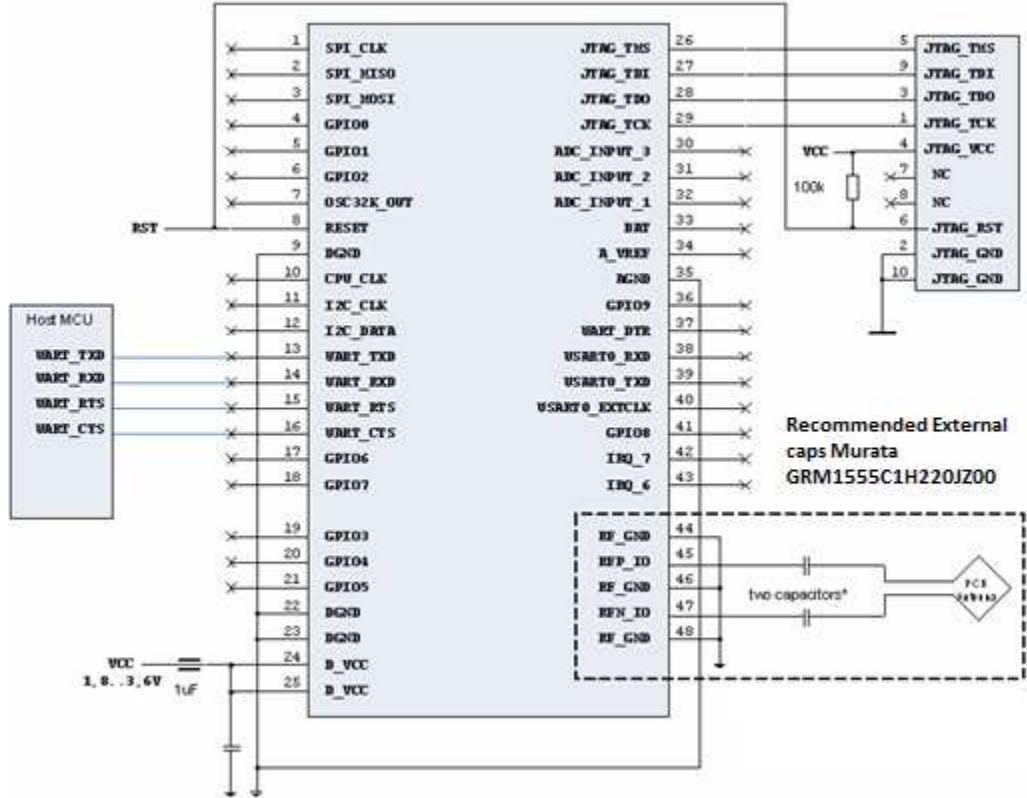 1 SPI_CLK
2 SPI_MISO
3 SPI_MOSI
4 GPIO0
5 GPIO1
6 GPIO2
7 OSC32K_OUT
RST 8 RESET
9 DGND
10 CPU_CLK
11 I2C_CLK
12 I2C_DATA
13 UART_TXD
14 UART_RXD
15 UART_RTS
16 UART_CTS
17 GPIO6
18 GPIO7
19 GPIO3
20 GPIO4
21 GPIO5
22 DGND
23 DGND
24 D_VCC
25 D_VCC
Host MCU
UART_TXD
UART_RXD
UART_RTS
UART_CTS
VCC
1,8..3,6V
1uF
JTAG_TMS 26
JTAG_TDI 27
JTAG_TDO 28
JTAG_TCK 29
ADC_INPUT_3 30
ADC_INPUT_2 31
ADC_INPUT_1 32
BAT 33
A_VREF 34
AGND 35
GPIO9 36
UART_DTR 37
USART0_RXD 38
USART0_TXD 39
USART0_EXTCLK 40
GPIO8 41
IRQ_7 42
IRQ_6 43
RF_GND 44
RFP_IO 45
RF_GND 46
RFN_IO 47
RF_GND 48
5 JTAG_TMS
9 JTAG_TDI
3 JTAG_TDO
1 JTAG_TCK
VCC 4 JTAG_VCC
7 NC
8 NC
6 JTAG_RST
2 JTAG_GND
10 JTAG_GND
100k
Recommended External
caps Murata
GRM1555C1H220JZ00
two capacitors*
PCB